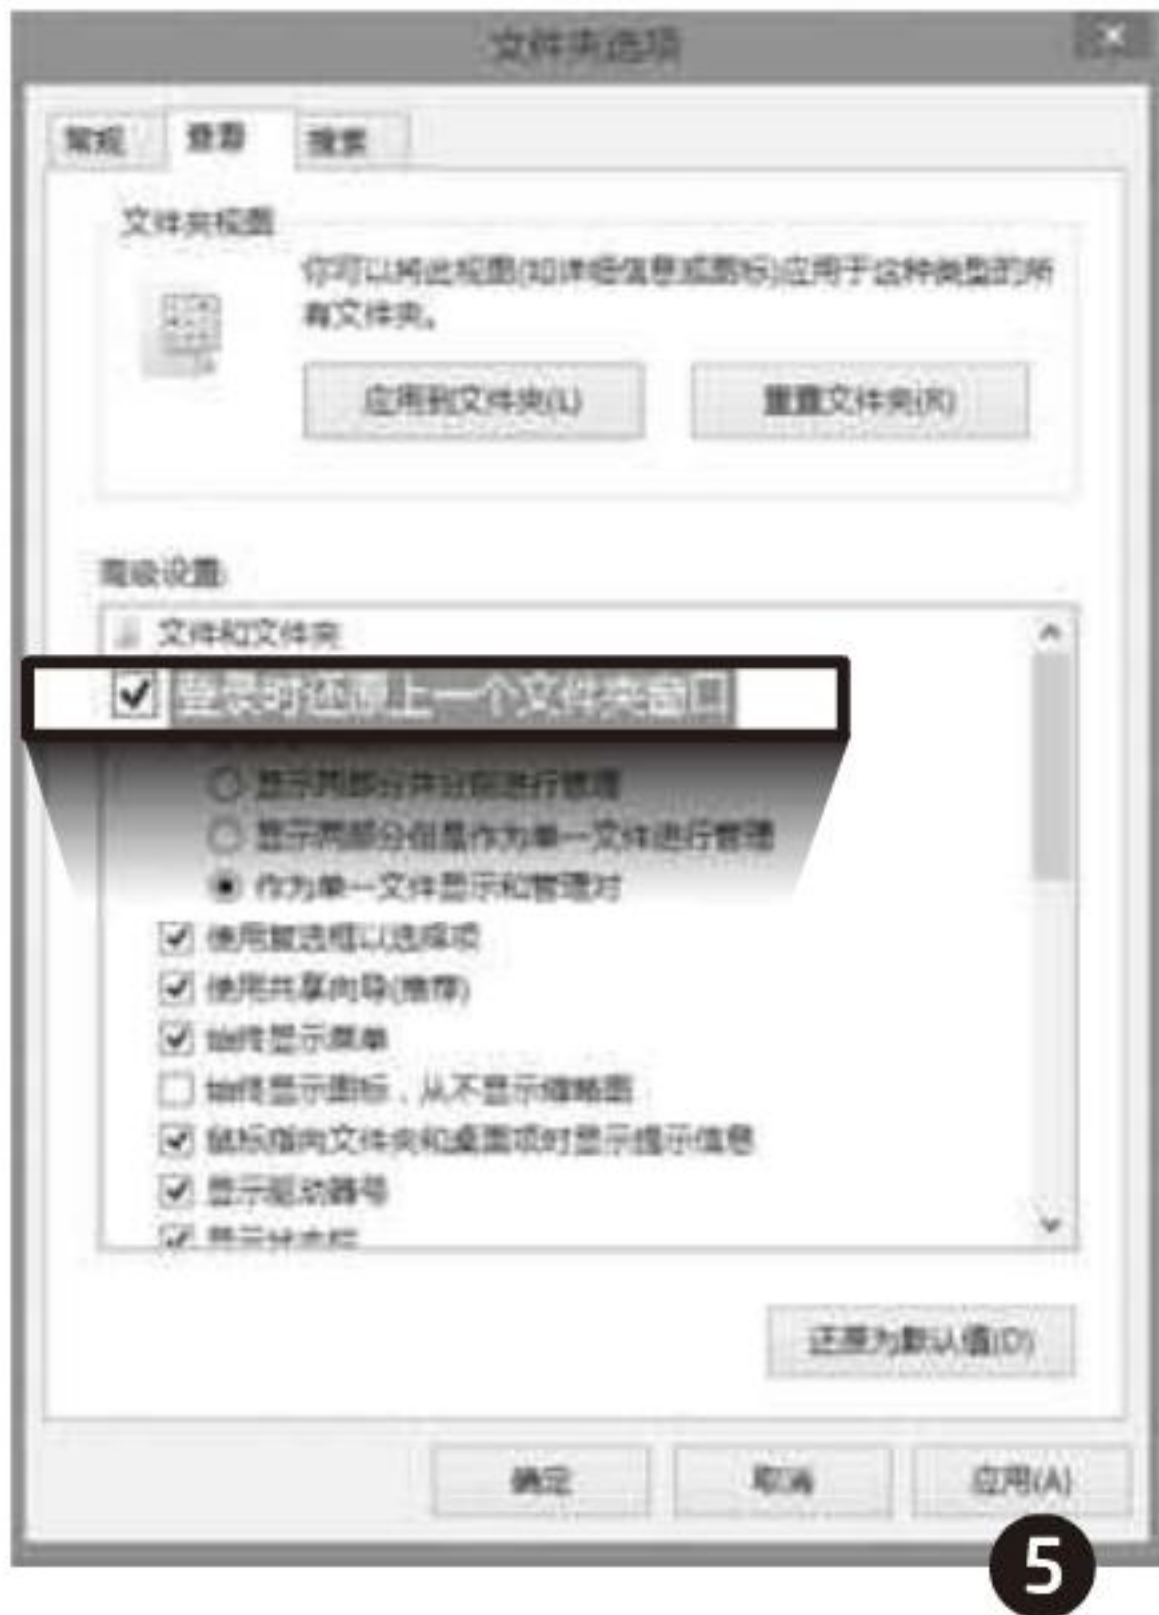 文件夹选项
常规
查看
搜索
文件夹视图
你可以将此视图(如详细信息或图标)应用于这种类型的所
有文件夹。
应用到文件夹(L)
重置文件夹(R)
高级设置:
文件和文件夹
登录时还原上一个文件夹窗口
显示两部分并分别进行管理
显示两部分但是作为单一文件进行管理
作为单一文件显示和管理对
使用复选框以选择项
使用共享向导(推荐)
始终显示菜单
始终显示图标，从不显示缩略图
鼠标指向文件夹和桌面项时显示提示信息
显示驱动器号
显示状态栏
还原为默认值(D)
确定
取消
应用(A)
5